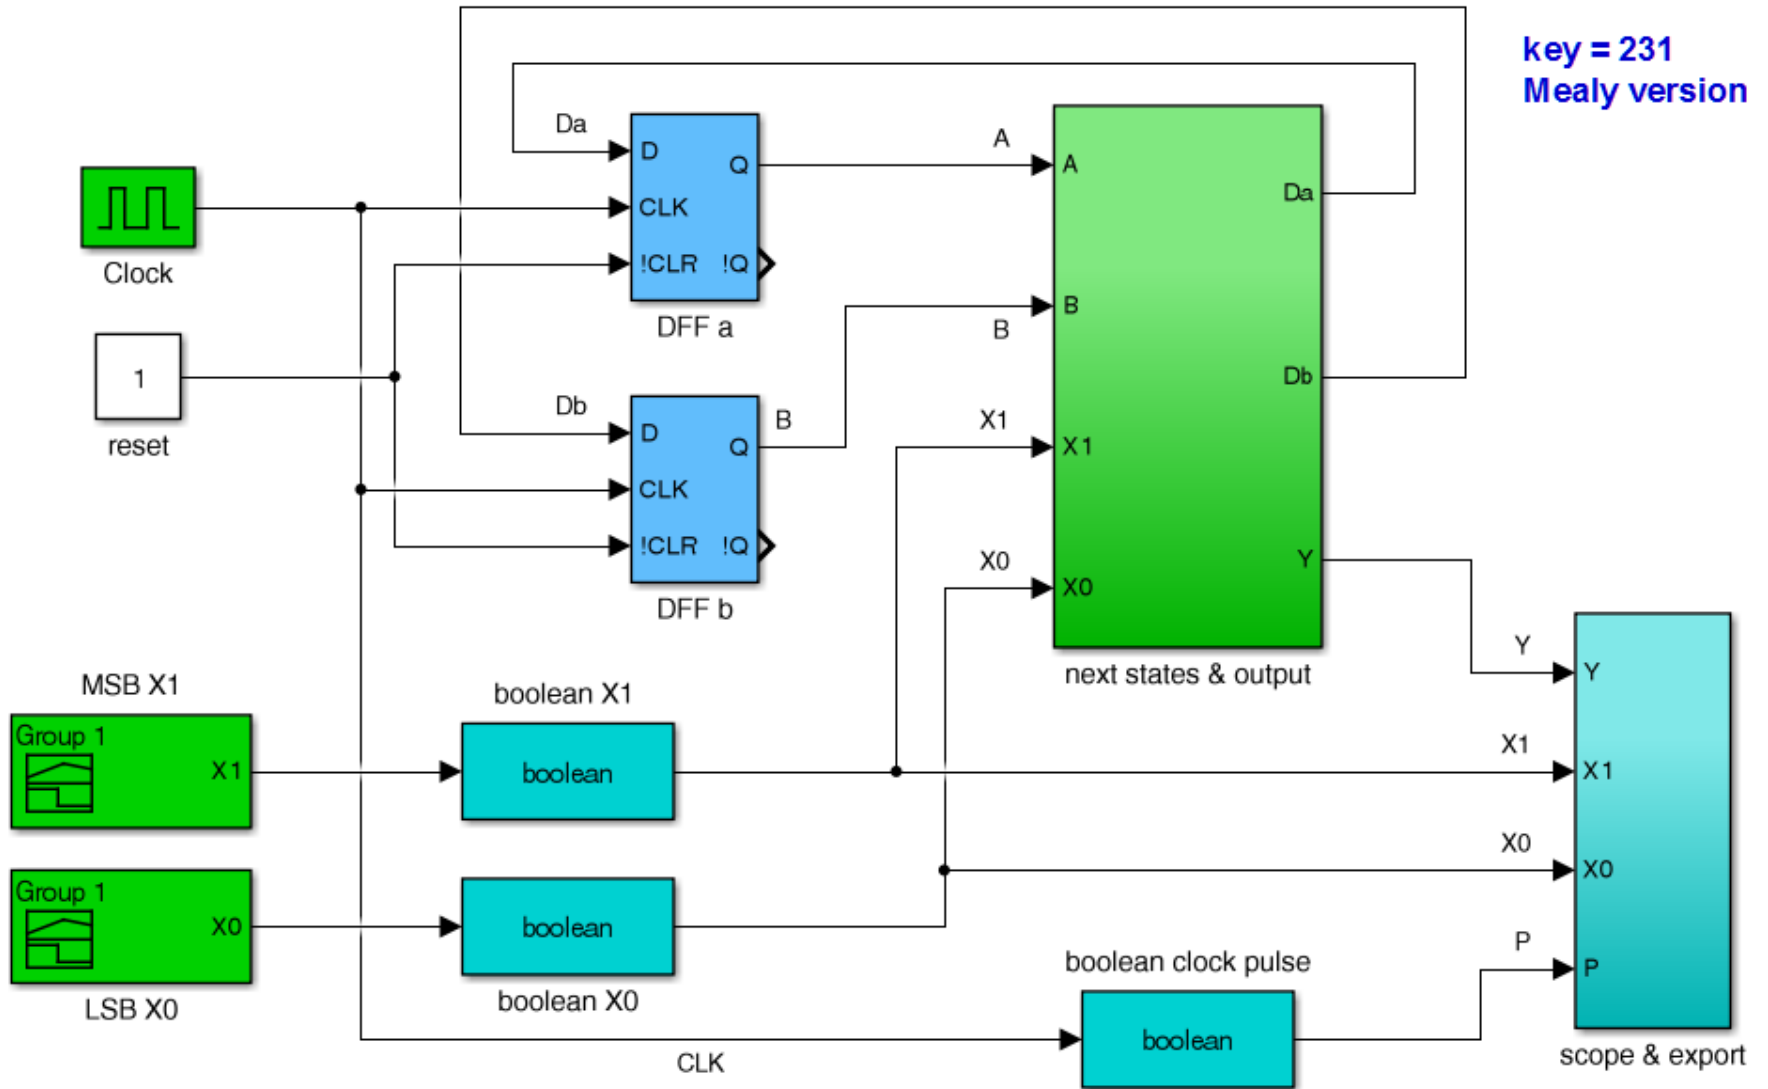 key = 231
Mealy version
Da
D
Q
CLK
!CLR
!Q
DFF a
A
A
Da
Clock
B
B
Db
1
reset
Db
D
Q
B
CLK
!CLR
!Q
DFF b
X1
X1
X0
X0
Y
next states & output
MSB X1
Group 1
X1
boolean X1
boolean
LSB X0
Group 1
X0
boolean
boolean X0
CLK
boolean clock pulse
boolean
Y
Y
X1
X1
X0
X0
P
P
scope & export